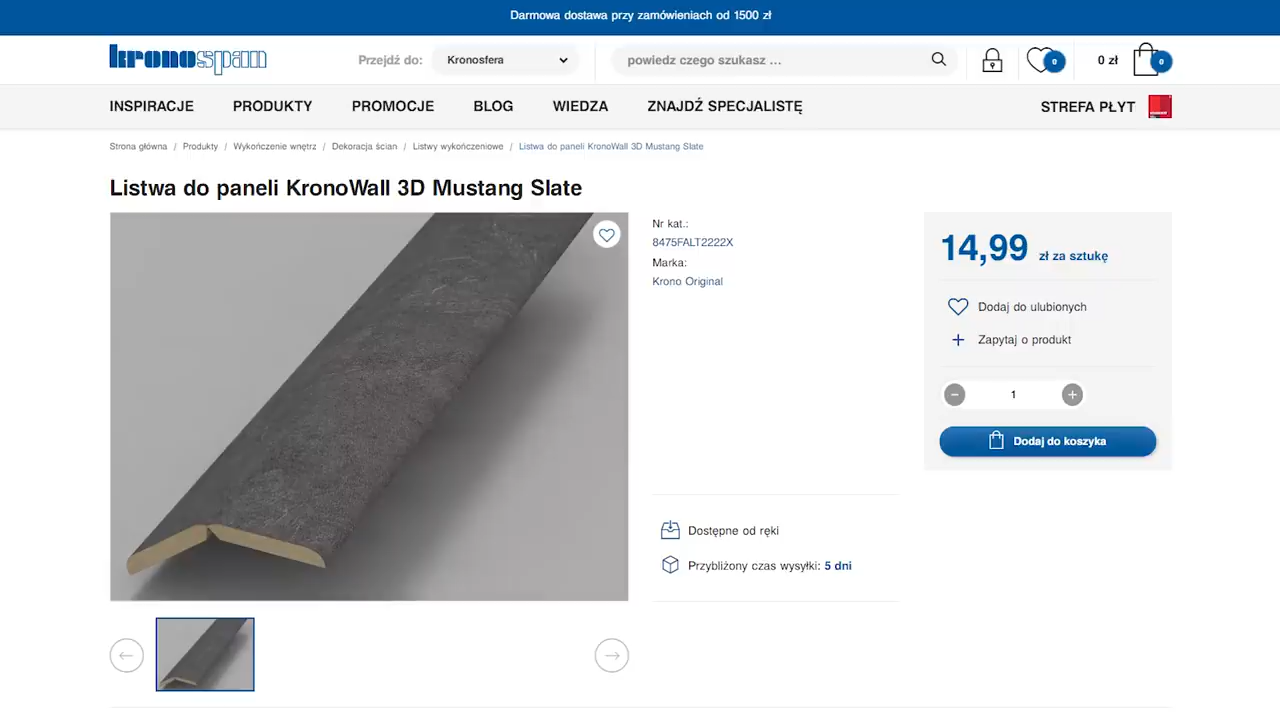 Darmowa dostawa przy zamówieniach od 1500 zł
kronospan
Przejdź do:
Kronosfera
powiedz czego szukasz ...
0
0 zł
0
INSPIRACJE
PRODUKTY
PROMOCJE
BLOG
WIEDZA
ZNAJDŹ SPECJALISTĘ
STREFA PŁYT
Strona główna / Produkty / Wykończenie wnętrz / Dekoracja ścian / Listwy wykończeniowe / Listwa do paneli KronoWall 3D Mustang Slate
Listwa do paneli KronoWall 3D Mustang Slate
Nr kat.:
8475FALT2222X
Marka:
Krono Original
14,99 zł za sztukę
Dodaj do ulubionych
Zapytaj o produkt
1
Dodaj do koszyka
Dostępne od ręki
Przybliżony czas wysyłki: 5 dni